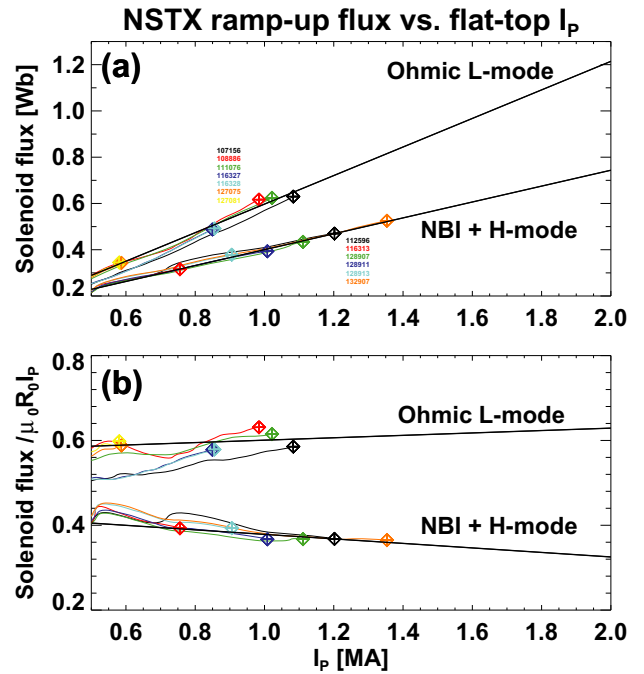 NSTX ramp-up flux vs. flat-top I_P
(a)
Ohmic L-mode
NBI + H-mode
Solenoid flux [Wb]
1.2
1.0
0.8
0.6
0.4
0.2
107156
108886
111076
116327
116328
127075
127081
112596
116313
128907
128911
128913
132907
0.6 0.8 1.0 1.2 1.4 1.6 1.8 2.0
(b)
Ohmic L-mode
NBI + H-mode
Solenoid flux / μ₀R₀I_P
0.8
0.6
0.4
0.2
0.6 0.8 1.0 1.2 1.4 1.6 1.8 2.0
I_P [MA]